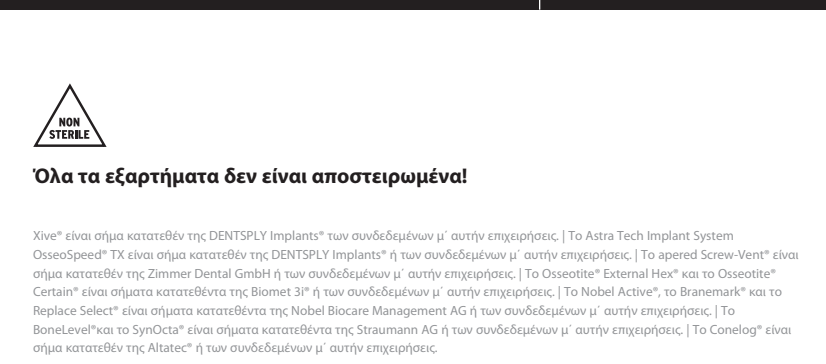 NON
STERILE
Όλα τα εξαρτήματα δεν είναι αποστειρωμένα!
Xive® είναι σήμα κατατεθέν της DENTSPLY Implants® των συνδεδεμένων μ΄ αυτήν επιχειρήσεις. | Το Astra Tech Implant System
OsseoSpeed® TX είναι σήμα κατατεθέν της DENTSPLY Implants® ή των συνδεδεμένων μ΄ αυτήν επιχειρήσεις. | Το apered Screw-Vent® είναι
σήμα κατατεθέν της Zimmer Dental GmbH ή των συνδεδεμένων μ΄ αυτήν επιχειρήσεις. | Το Osseotite® External Hex® και το Osseotite®
Certain® είναι σήματα κατατεθέντα της Biomet 3i® ή των συνδεδεμένων μ΄ αυτήν επιχειρήσεις. | Το Nobel Active®, το Branemark® και το
Replace Select® είναι σήματα κατατεθέντα της Nobel Biocare Management AG ή των συνδεδεμένων μ΄ αυτήν επιχειρήσεις. | Το
BoneLevel®και το SynOcta® είναι σήματα κατατεθέντα της Straumann AG ή των συνδεδεμένων μ΄ αυτήν επιχειρήσεις. | Το Conelog® είναι
σήμα κατατεθέν της Altatec® ή των συνδεδεμένων μ΄ αυτήν επιχειρήσεις.